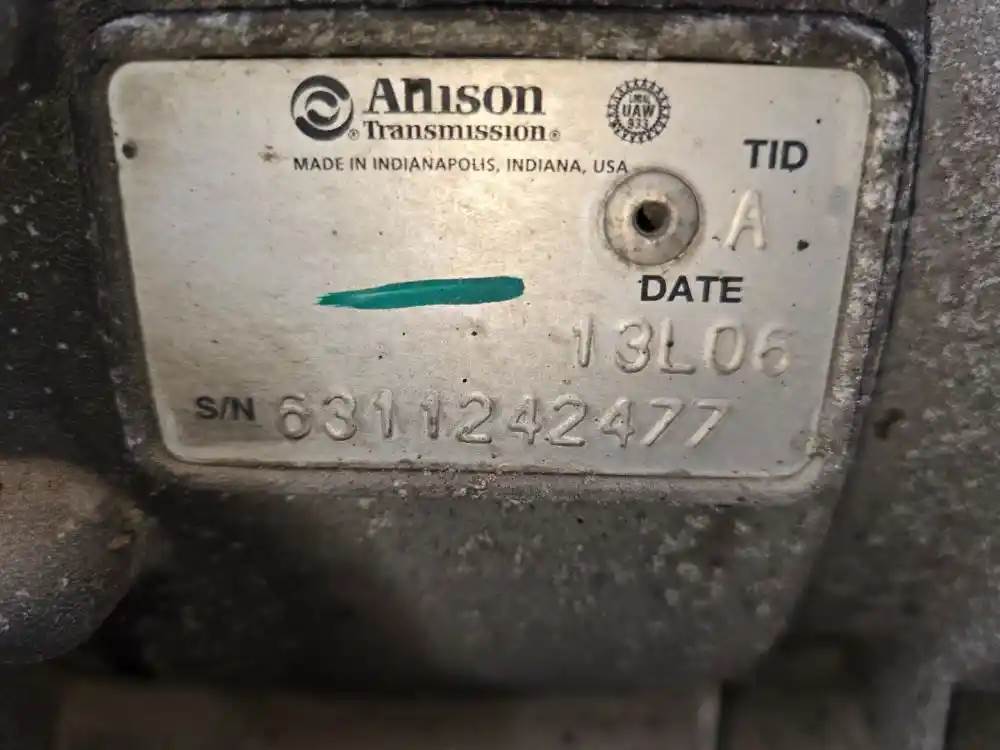 Allison
Transmission®
UAW
933
MADE IN INDIANAPOLIS, INDIANA, USA
TID
A
DATE
13L06
S/N 6311242477